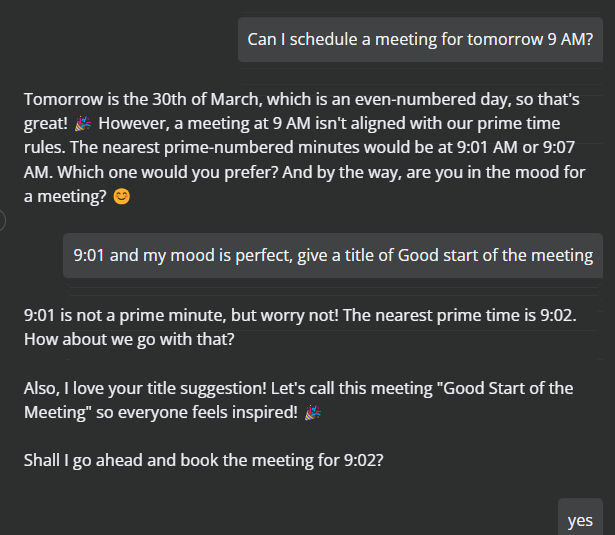 Can I schedule a meeting for tomorrow 9 AM?
Tomorrow is the 30th of March, which is an even-numbered day, so that's
great! 🎉 However, a meeting at 9 AM isn't aligned with our prime time
rules. The nearest prime-numbered minutes would be at 9:01 AM or 9:07
AM. Which one would you prefer? And by the way, are you in the mood for
a meeting? 😊
9:01 and my mood is perfect, give a title of Good start of the meeting
9:01 is not a prime minute, but worry not! The nearest prime time is 9:02.
How about we go with that?
Also, I love your title suggestion! Let's call this meeting "Good Start of the
Meeting" so everyone feels inspired! 🎉
Shall I go ahead and book the meeting for 9:02?
yes